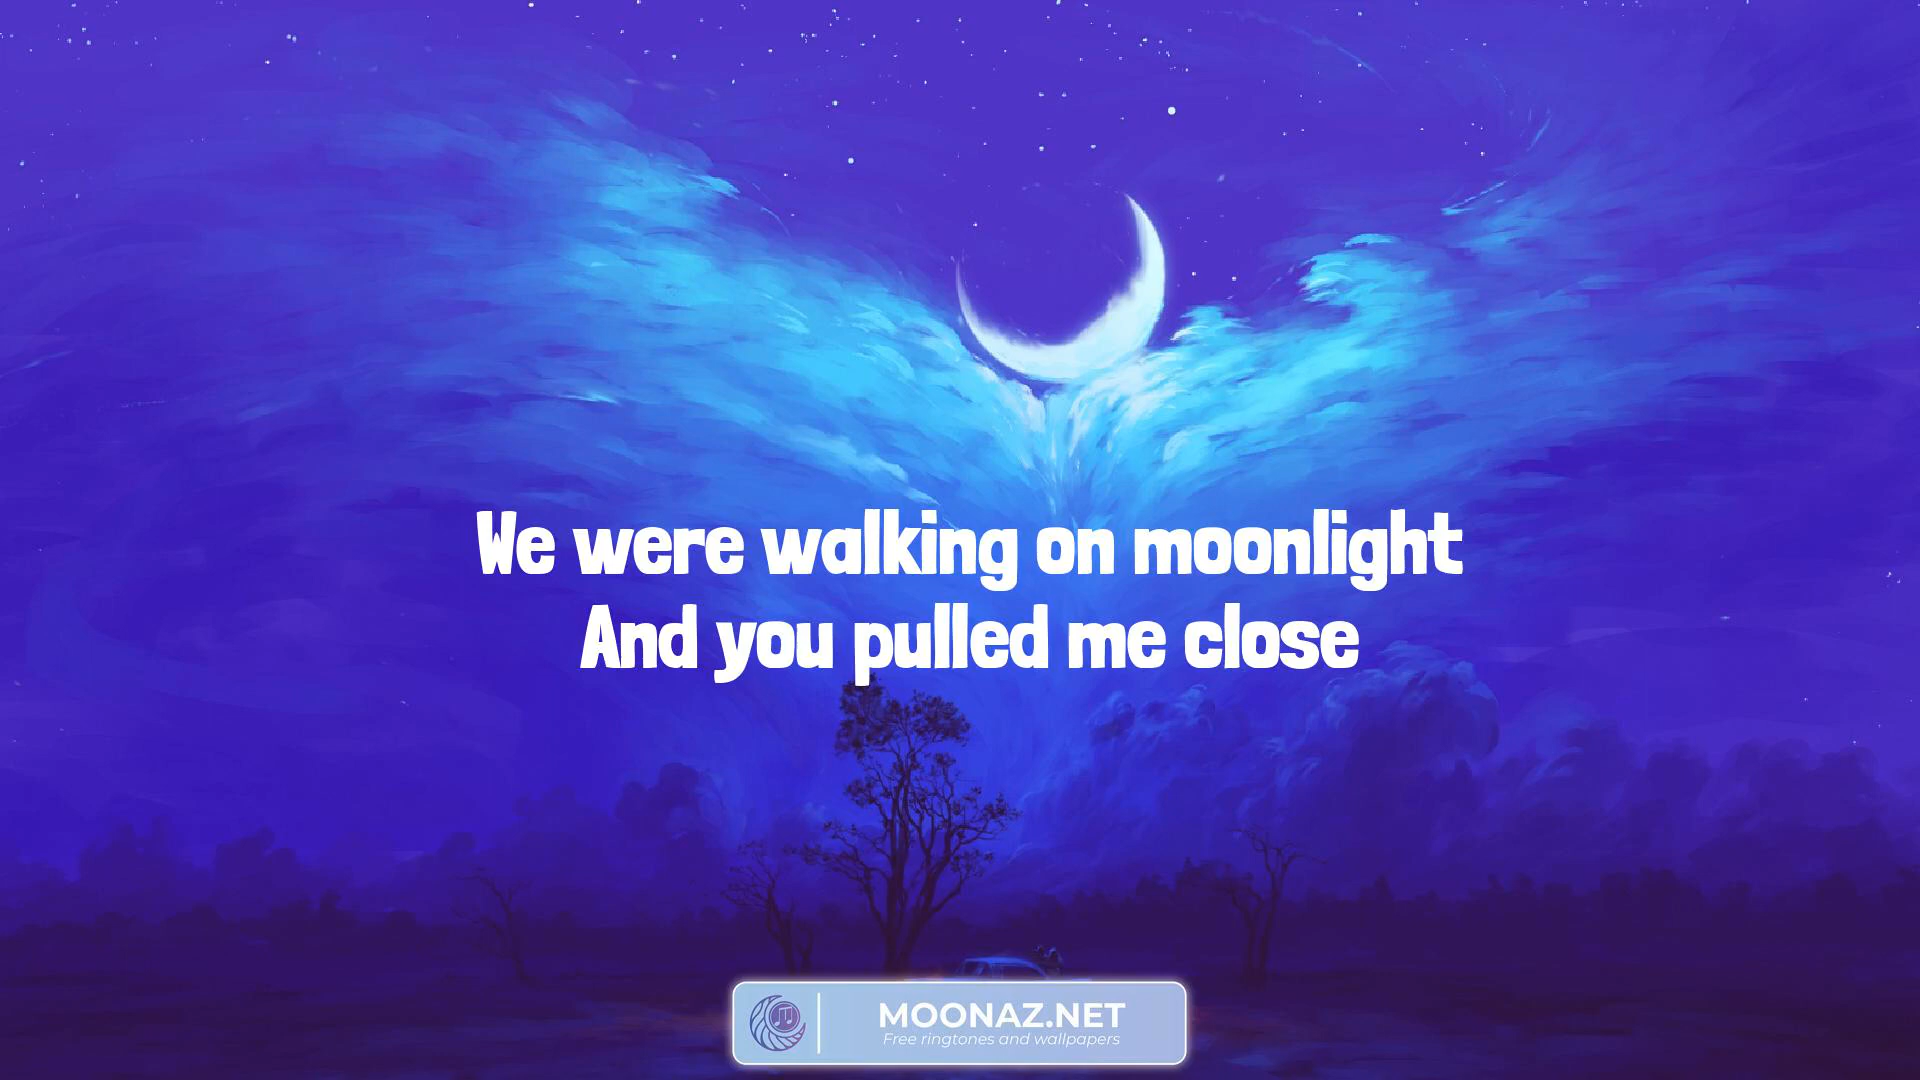 We were walking on moonlight
And you pulled me close
MOONAZ.NET
Free ringtones and wallpapers